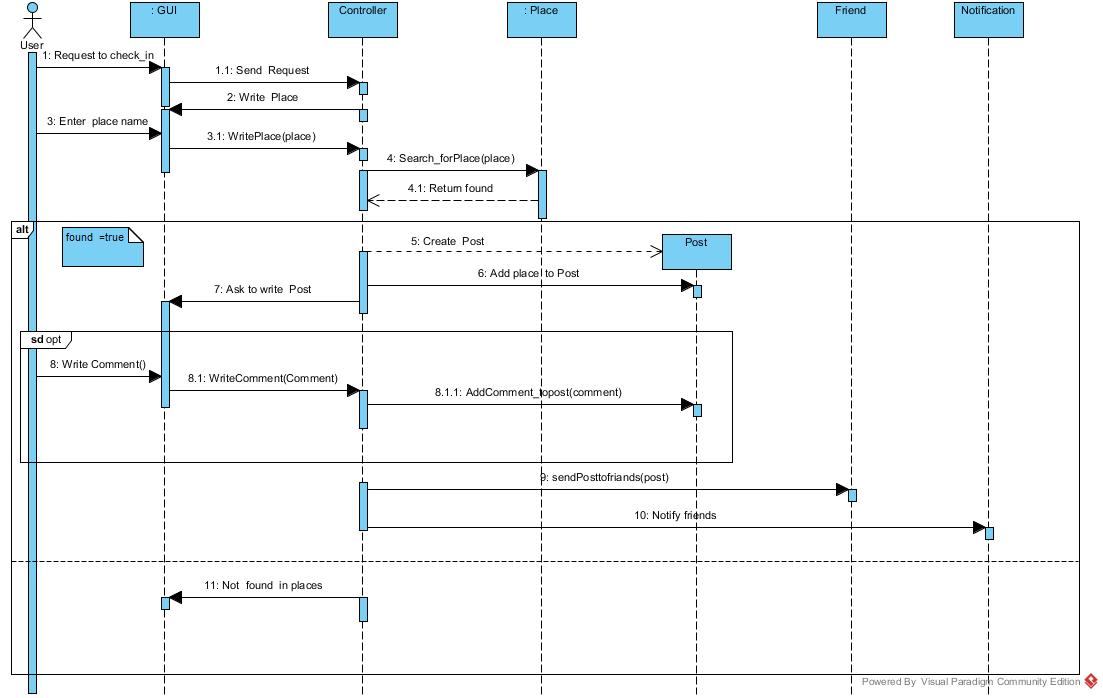 : GUI
Controller
: Place
Friend
Notification
User
1: Request to check_in
1.1: Send Request
2: Write Place
3: Enter place name
3.1: WritePlace(place)
4: Search_forPlace(place)
4.1: Return found
alt
found =true
5: Create Post
Post
6: Add place to Post
7: Ask to write Post
sd opt
8: Write Comment()
8.1: WriteComment(Comment)
8.1.1: AddComment_topost(comment)
9: sendPosttofriands(post)
10: Notify friends
11: Not found in places
Powered By Visual Paradigm Community Edition